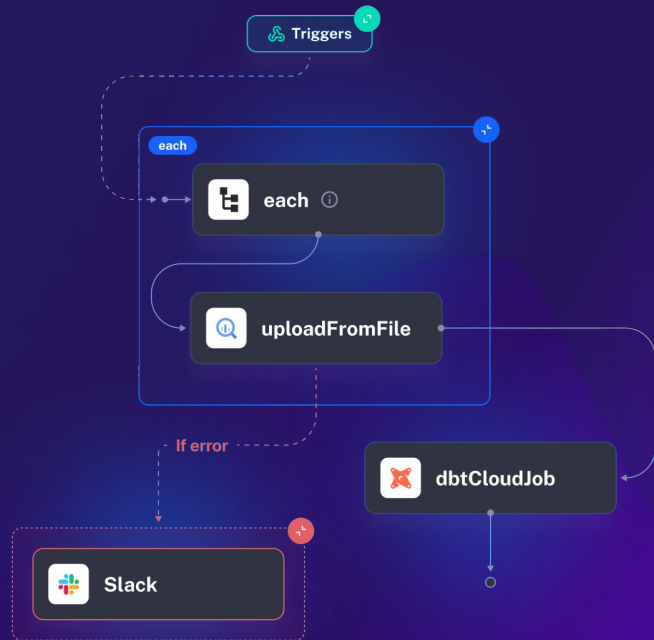 Triggers
each
each
uploadFromFile
If error
dbtCloudJob
Slack